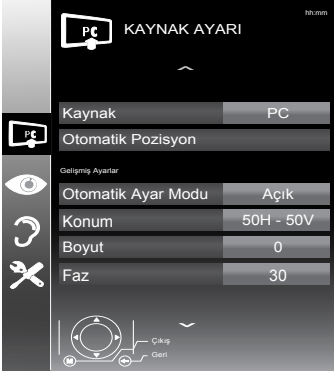 hh:mm
PC KAYNAK AYARI
Kaynak PC
PC
Otomatik Pozisyon
Gelişmiş Ayarlar
Otomatik Ayar Modu Açık
Konum 50H - 50V
Boyut 0
Faz 30
Çıkış
M Geri